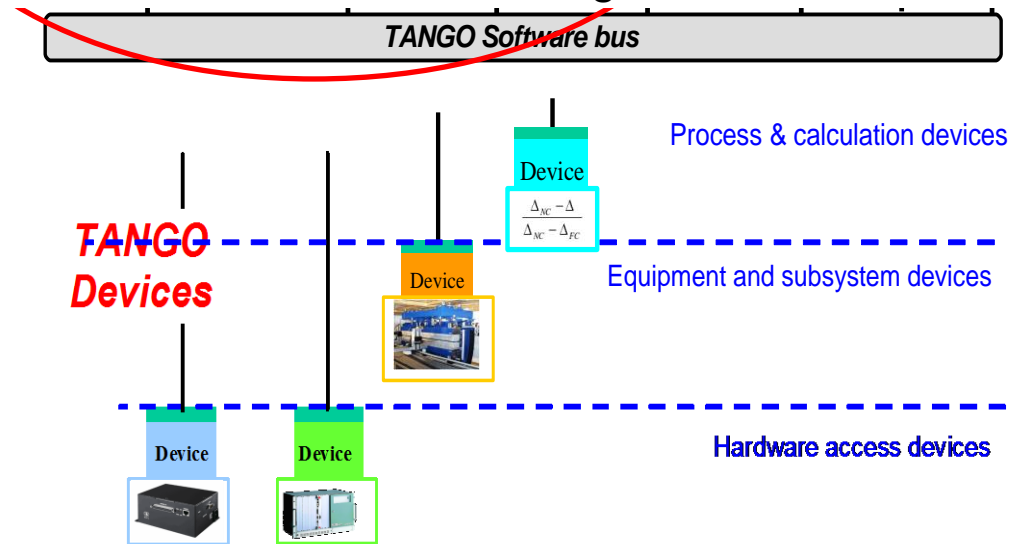 TANGO Software bus
Process & calculation devices
Device
Δ_NC − Δ
Δ_NC − Δ_FC
TANGO
Devices
Equipment and subsystem devices
Device
Hardware access devices
Device
Device